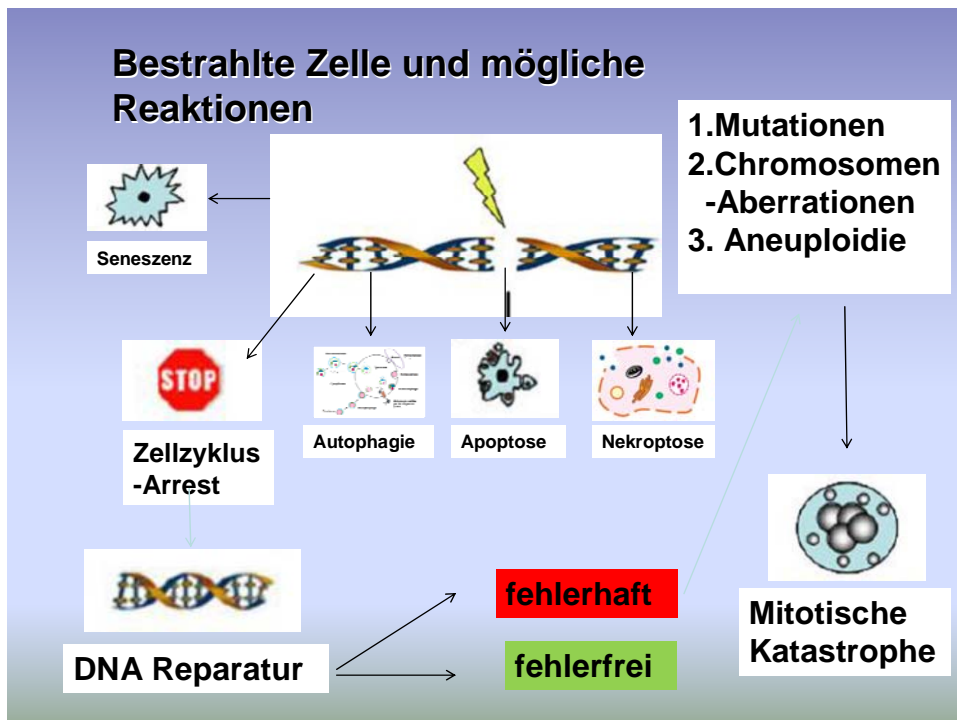 Bestrahlte Zelle und mögliche
Reaktionen
1.Mutationen
2.Chromosomen
-Aberrationen
3. Aneuploidie
Seneszenz
STOP
Zellzyklus
-Arrest
Autophagie
Apoptose
Nekroptose
DNA Reparatur
fehlerhaft
fehlerfrei
Mitotische
Katastrophe